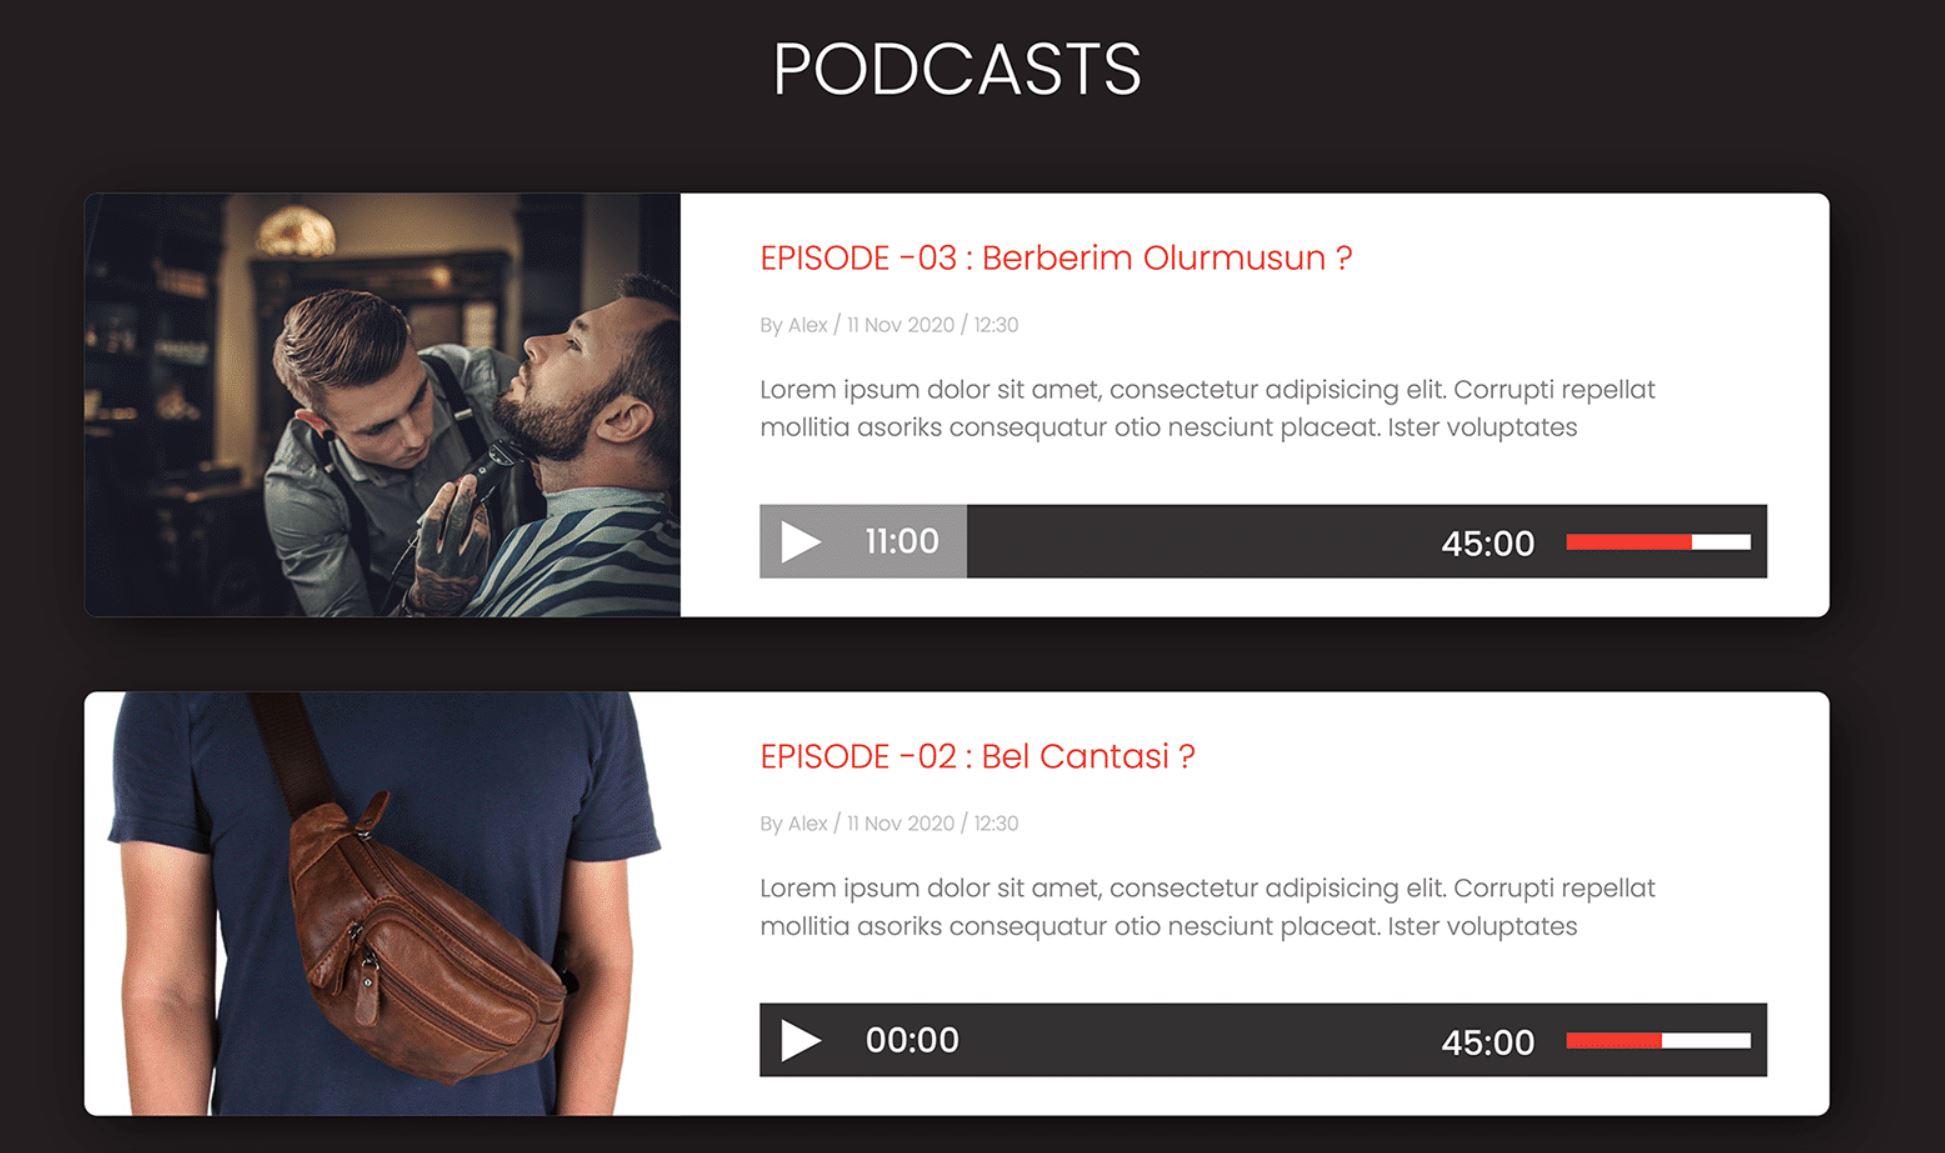 PODCASTS
EPISODE -03 : Berberim Olurmusun ?
By Alex / 11 Nov 2020 / 12:30
Lorem ipsum dolor sit amet, consectetur adipisicing elit. Corrupti repellat
mollitia asoriks consequatur otio nesciunt placeat. Ister voluptates
11:00 45:00
EPISODE -02 : Bel Cantasi ?
By Alex / 11 Nov 2020 / 12:30
Lorem ipsum dolor sit amet, consectetur adipisicing elit. Corrupti repellat
mollitia asoriks consequatur otio nesciunt placeat. Ister voluptates
00:00 45:00